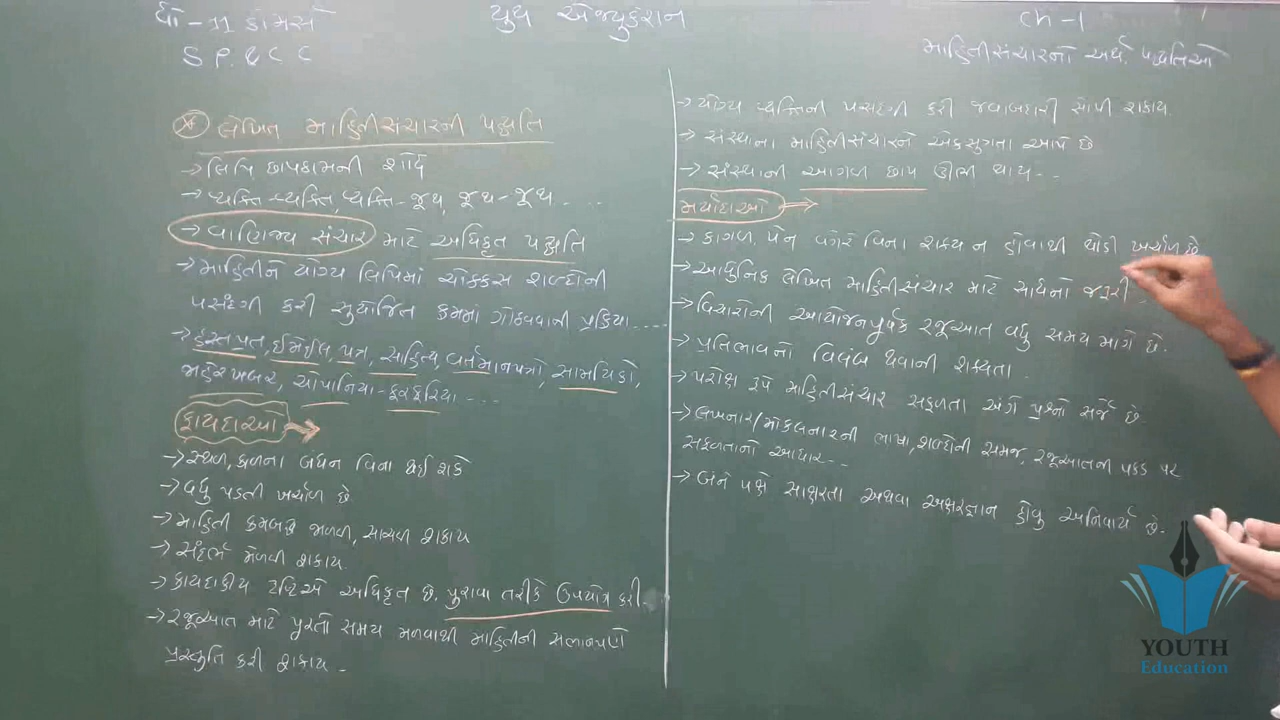 ધો - 11 કોમર્સ
યુથ એજ્યુકેશન
ch - 1
S.P. & C C
માહિતીસંચારનો અર્થ. પદ્ધતિઓ
લેખિત માહિતીસંચારની પદ્ધતિ
→ લિપિ છાપકામની શોધ
→ વ્યક્તિ-વ્યક્તિ, વ્યક્તિ-જૂથ, જૂથ-જૂથ.....
→ વાણિજ્ય સંચાર માટે અધિકૃત પદ્ધતિ
→ માહિતીને યોગ્ય લિપિમાં ચોક્કસ શબ્દોની
પસંદગી કરી સુયોજિત ક્રમમાં ગોઠવવાની પ્રક્રિયા.....
→ હસ્તપ્રત, ઈમેઈલ, પત્ર, સાહિત્ય, વર્તમાનપત્રો, સામયિકો,
જાહેરખબર, ચોપાનિયા - ફરફરિયા ---
ફાયદાઓ →
→ સ્થળ, કાળના બંધન વિના થઈ શકે
→ વધુ પડતી ખર્ચાળ છે
→ માહિતી ક્રમબદ્ધ જાળવી, સાચવી શકાય
→ સંદર્ભ મેળવી શકાય.
→ કાયદાકીય દૃષ્ટિએ અધિકૃત છે. પુરાવા તરીકે ઉપયોગ કરી
→ રજૂઆત માટે પૂરતો સમય મળવાથી માહિતીની સભાનપણે
પ્રસ્તુતિ કરી શકાય -
→ યોગ્ય વ્યક્તિની પસંદગી કરી જવાબદારી સોંપી શકાય.
→ સંસ્થાના માહિતીસંચારને એકસુત્રતા આપે છે
→ સંસ્થાની આગળ છાપ ઊભી થાય--
મર્યાદાઓ →
→ કાગળ. પેન વગેરે વિના શક્ય ન હોવાથી થોડી ખર્ચાળ છે
→ આધુનિક લેખિત માહિતીસંચાર માટે સાધનો જરૂરી -
→ વિચારોની આયોજનપૂર્વક રજૂઆત વધુ સમય માગે છે.
→ પ્રતિભાવનો વિલંબ થવાની શક્યતા.
→ પરોક્ષ રૂપે માહિતીસંચાર સફળતા અંગે પ્રશ્નો સર્જે છે.
→ લખનાર/મોકલનારની ભાષા, શબ્દોની સમજ, રજૂઆતની પકડ પર
સફળતાનો આધાર---
→ બંને પક્ષે સાક્ષરતા અથવા અક્ષરજ્ઞાન હોવું અનિવાર્ય છે.
YOUTH
Education